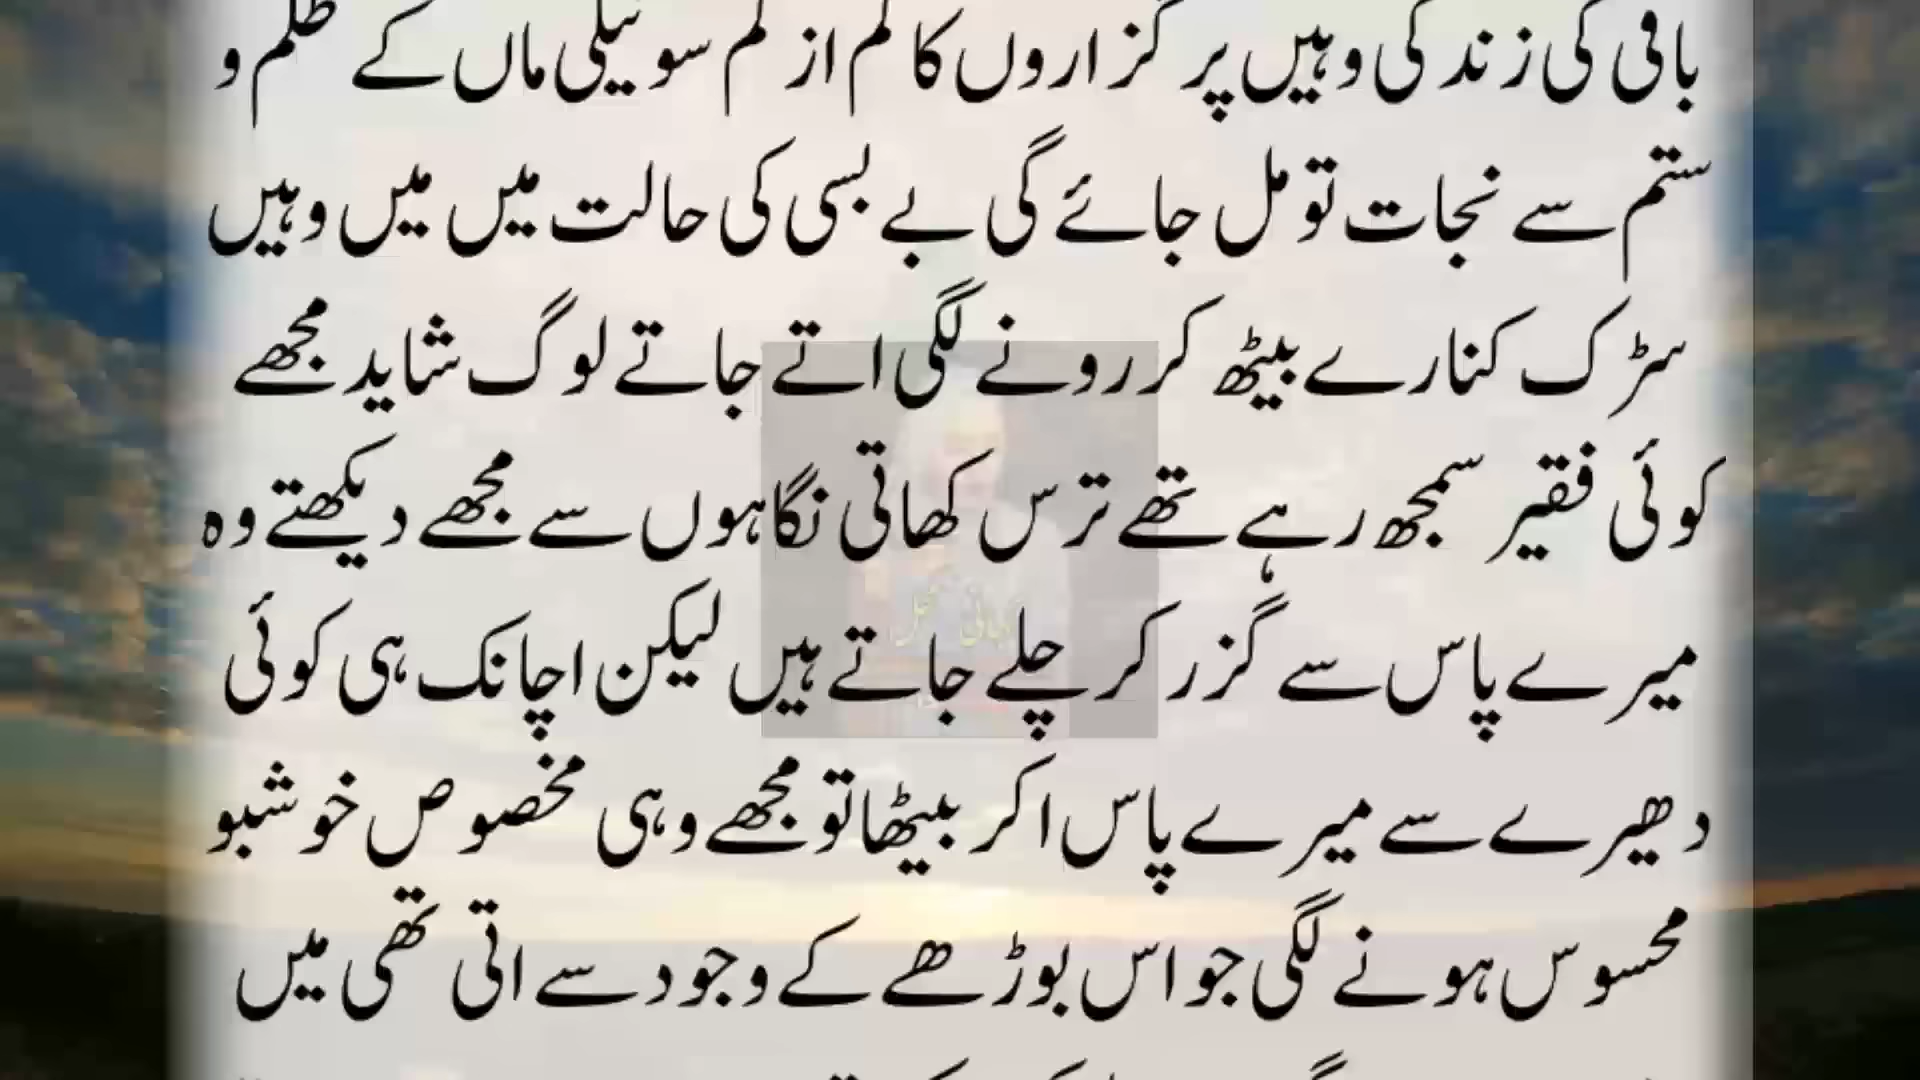 باقی کی زندگی وہیں پر گزاروں کا کم از کم سوتیلی ماں کے ظلم و
ستم سے نجات تو مل جائے گی بے بسی کی حالت میں میں وہیں
سڑک کنارے بیٹھ کر رونے لگی اتے جاتے لوگ شاید مجھے
کوئی فقیر سمجھ رہے تھے ترس کھاتی نگاہوں سے مجھے دیکھتے وہ
میرے پاس سے گزر کر چلے جاتے ہیں لیکن اچانک ہی کوئی
دھیرے سے میرے پاس اکر بیٹھا تو مجھے وہی مخصوص خوشبو
محسوس ہونے لگی جو اس بوڑھے کے وجود سے اتی تھی میں